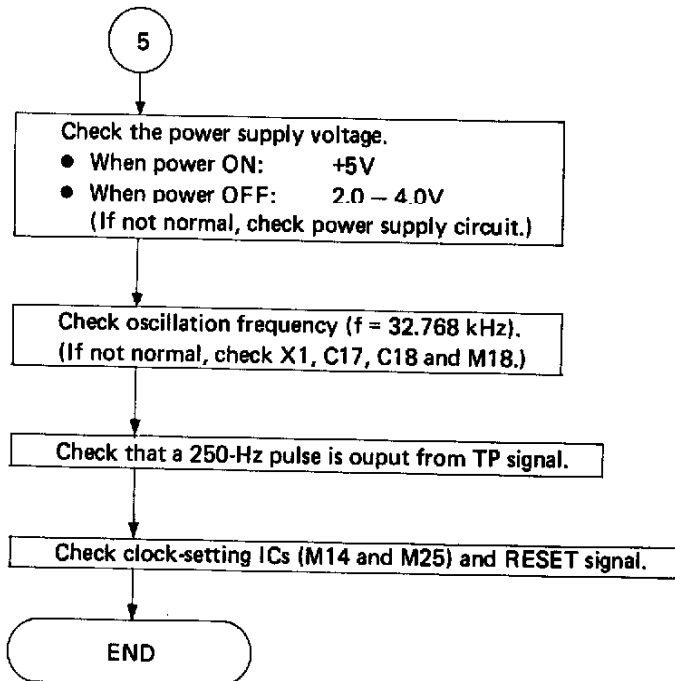 5
Check the power supply voltage.
● When power ON: +5V
● When power OFF: 2.0 – 4.0V
(If not normal, check power supply circuit.)
Check oscillation frequency (f = 32.768 kHz).
(If not normal, check X1, C17, C18 and M18.)
Check that a 250-Hz pulse is ouput from TP signal.
Check clock-setting ICs (M14 and M25) and RESET signal.
END